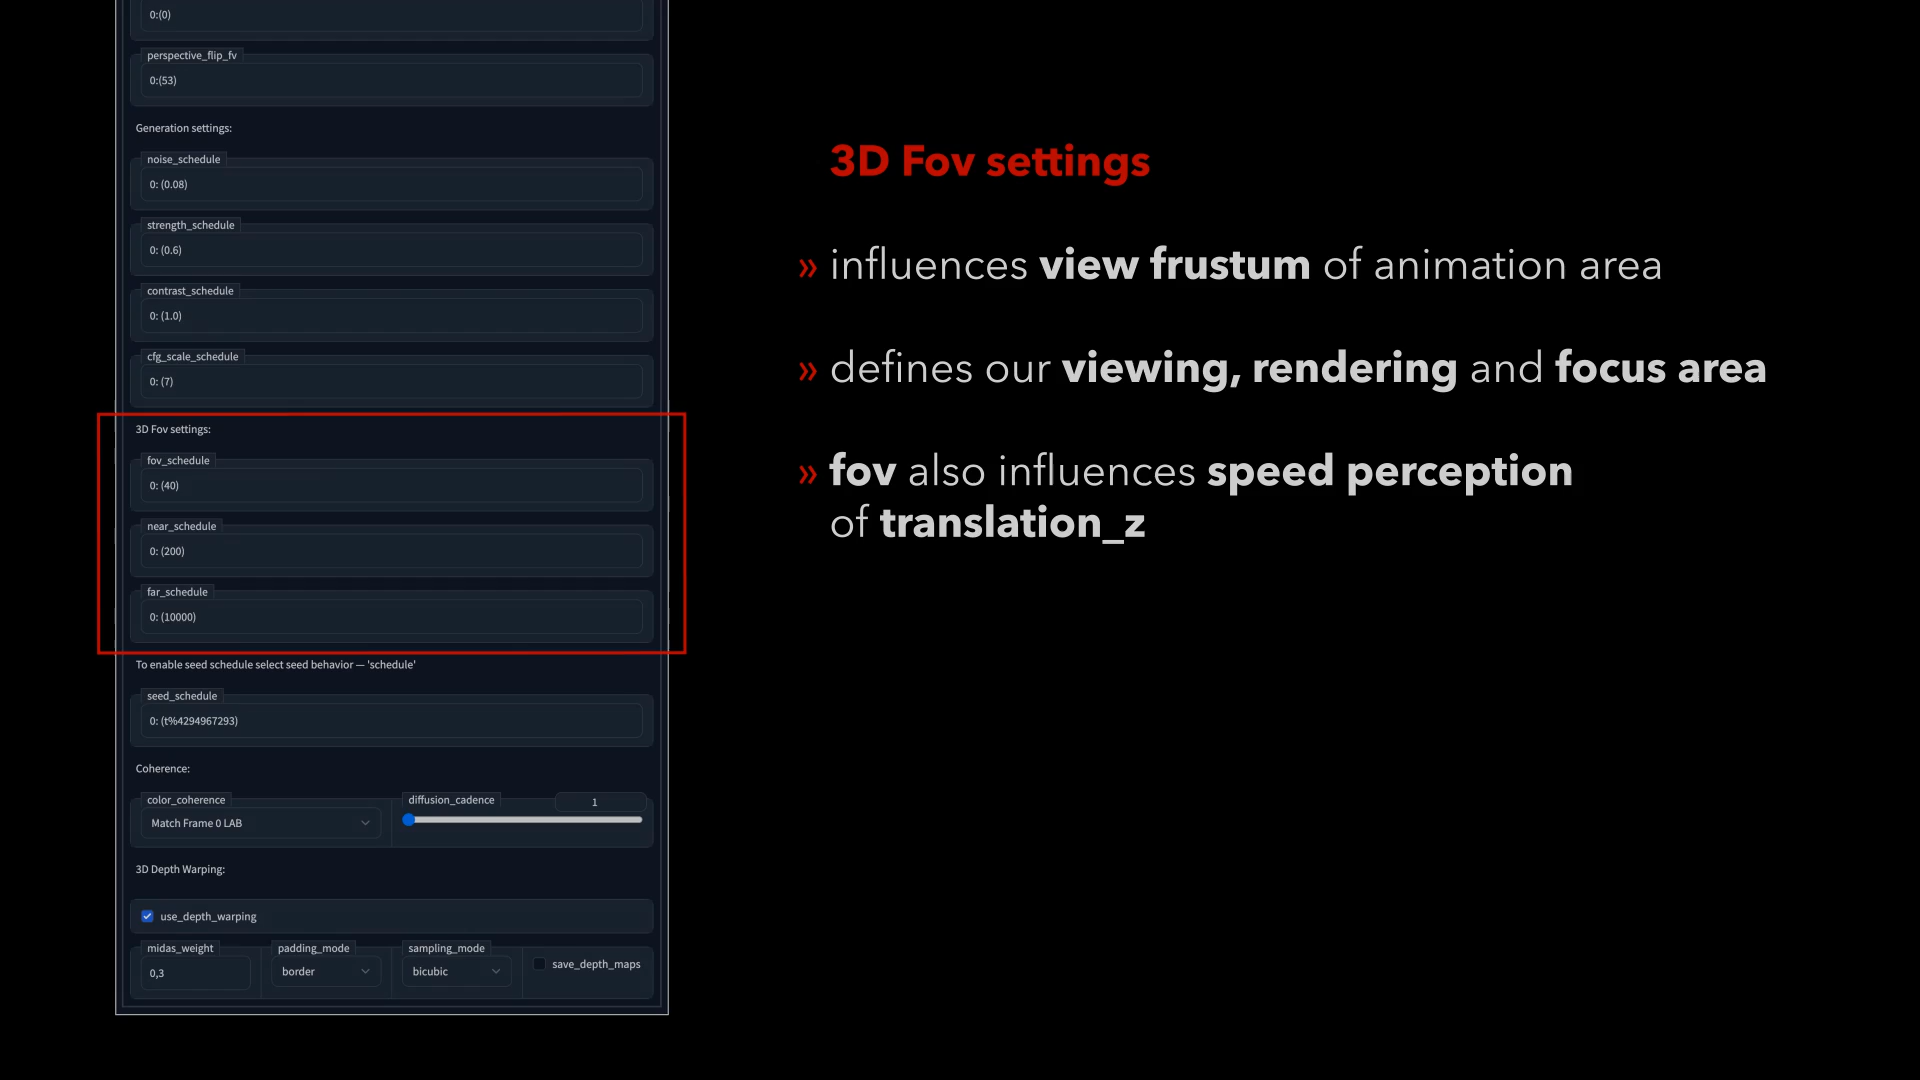 0:(0)
perspective_flip_fv
0:(53)
Generation settings:
noise_schedule
0: (0.08)
strength_schedule
0: (0.6)
contrast_schedule
0: (1.0)
cfg_scale_schedule
0: (7)
3D Fov settings:
fov_schedule
0: (40)
near_schedule
0: (200)
far_schedule
0: (10000)
To enable seed schedule select seed behavior — 'schedule'
seed_schedule
0: (t%4294967293)
Coherence:
color_coherence
Match Frame 0 LAB
diffusion_cadence
1
3D Depth Warping:
use_depth_warping
midas_weight
0,3
padding_mode
border
sampling_mode
bicubic
save_depth_maps
3D Fov settings
» influences view frustum of animation area
» defines our viewing, rendering and focus area
» fov also influences speed perception
of translation_z